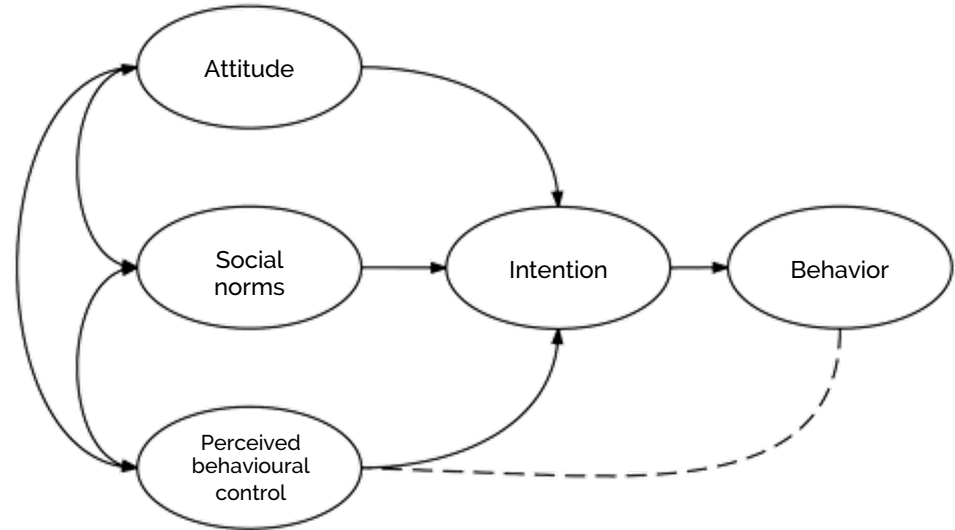 Attitude
Social
norms
Intention
Behavior
Perceived
behavioural
control